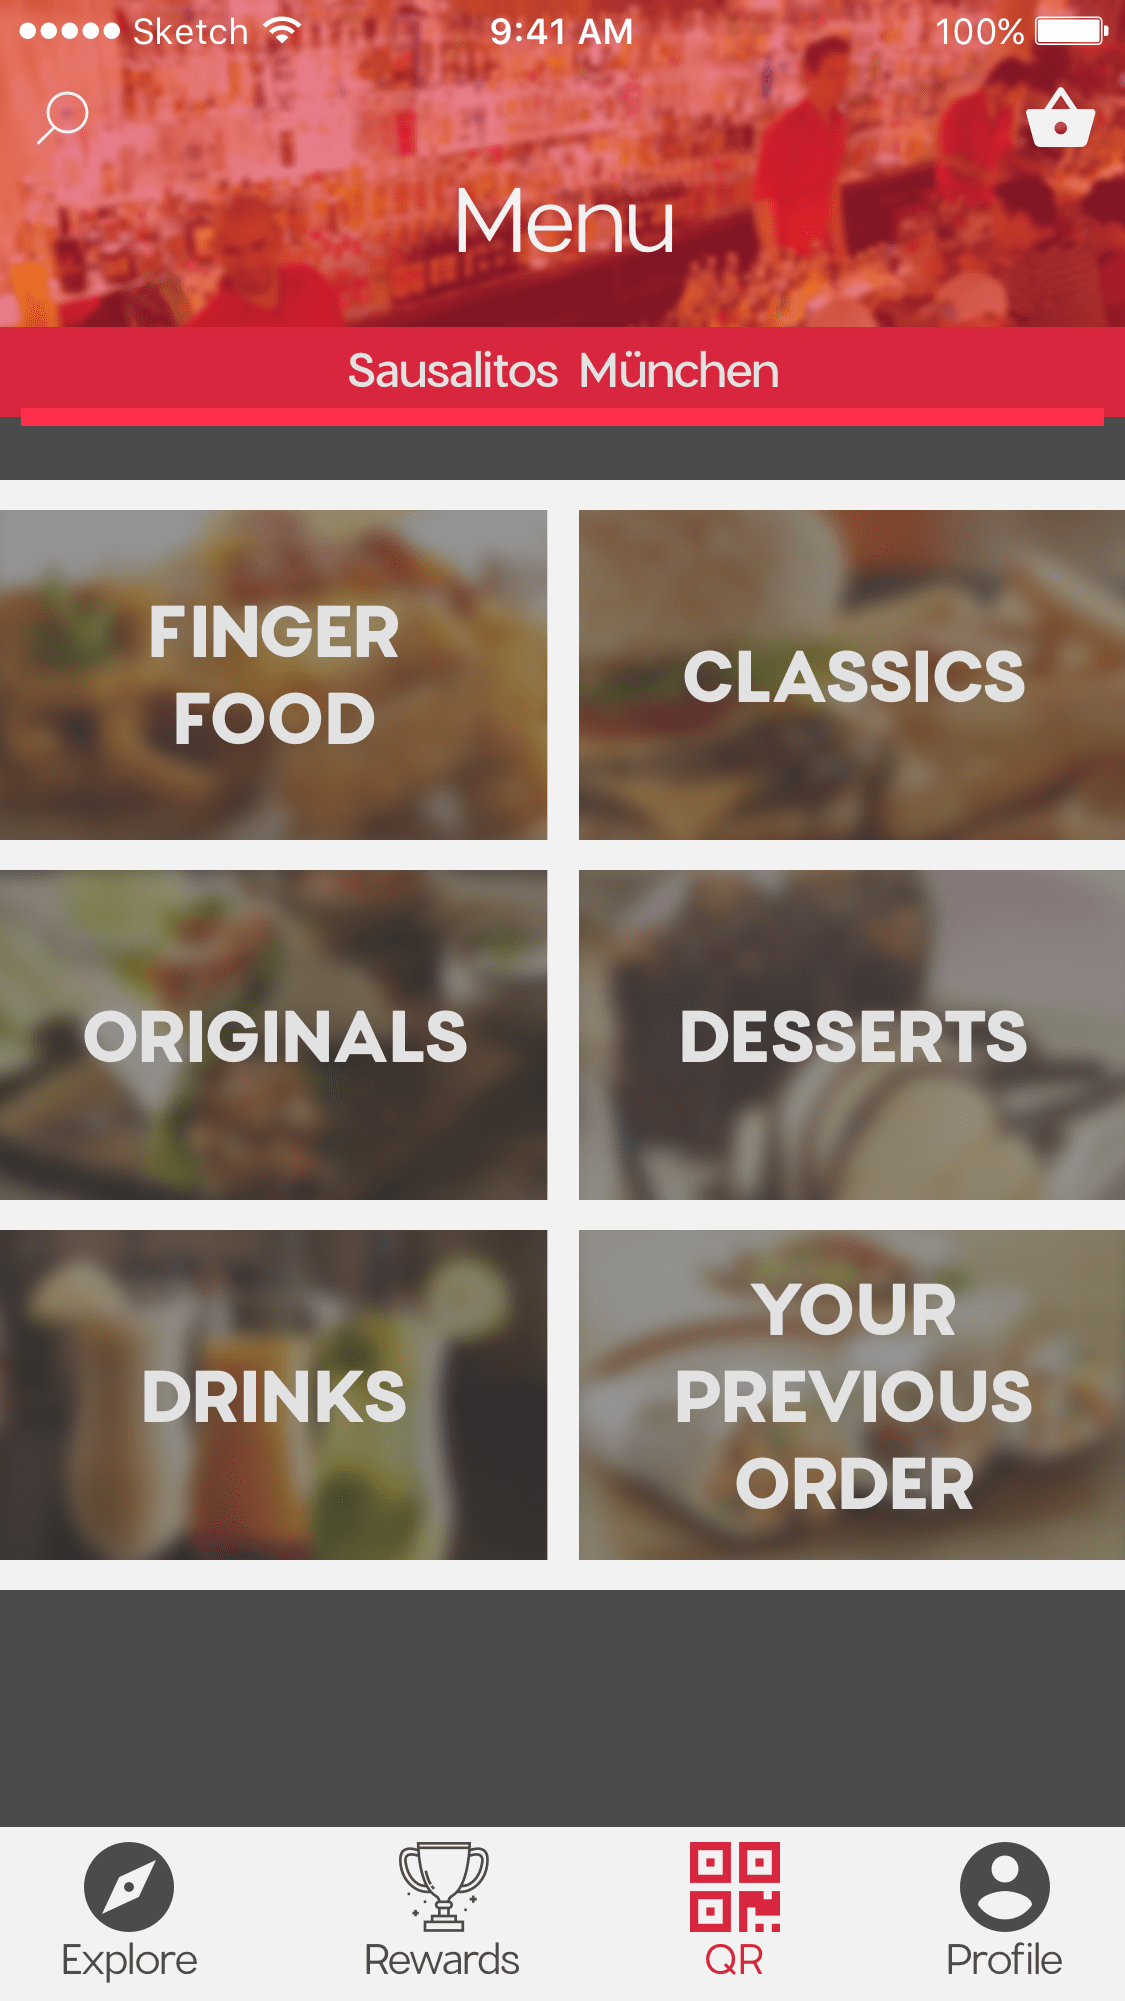 Sketch 9:41 AM 100%
Menu
Sausalitos München
FINGER
FOOD
CLASSICS
ORIGINALS
DESSERTS
DRINKS
YOUR
PREVIOUS
ORDER
Explore Rewards QR Profile